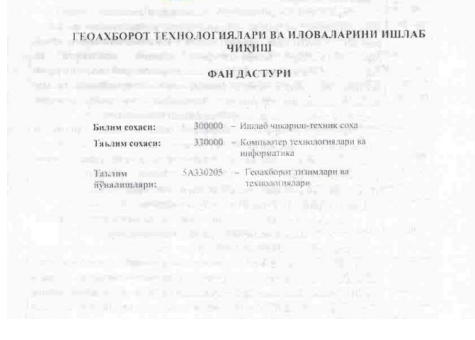 ГЕОАХБОРОТ ТЕХНОЛОГИЯЛАРИ ВА ИЛОВАЛАРИНИ ИШЛАБ
ЧИҚИШ
ФАН ДАСТУРИ
Билим соҳаси: 300000 – Ишлаб чиқариш-техник соҳа
Таълим соҳаси: 330000 – Компьютер технологиялари ва
информатика
Таълим 5А330205 – Геоахборот тизимлари ва
йўналишлари: технологиялари